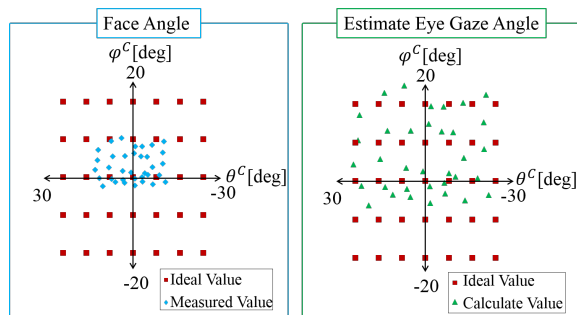 Face Angle
φ^C[deg]
20
θ^C[deg]
30
-30
-20
Ideal Value
Measured Value
Estimate Eye Gaze Angle
φ^C[deg]
20
θ^C[deg]
30
-30
-20
Ideal Value
Calculate Value